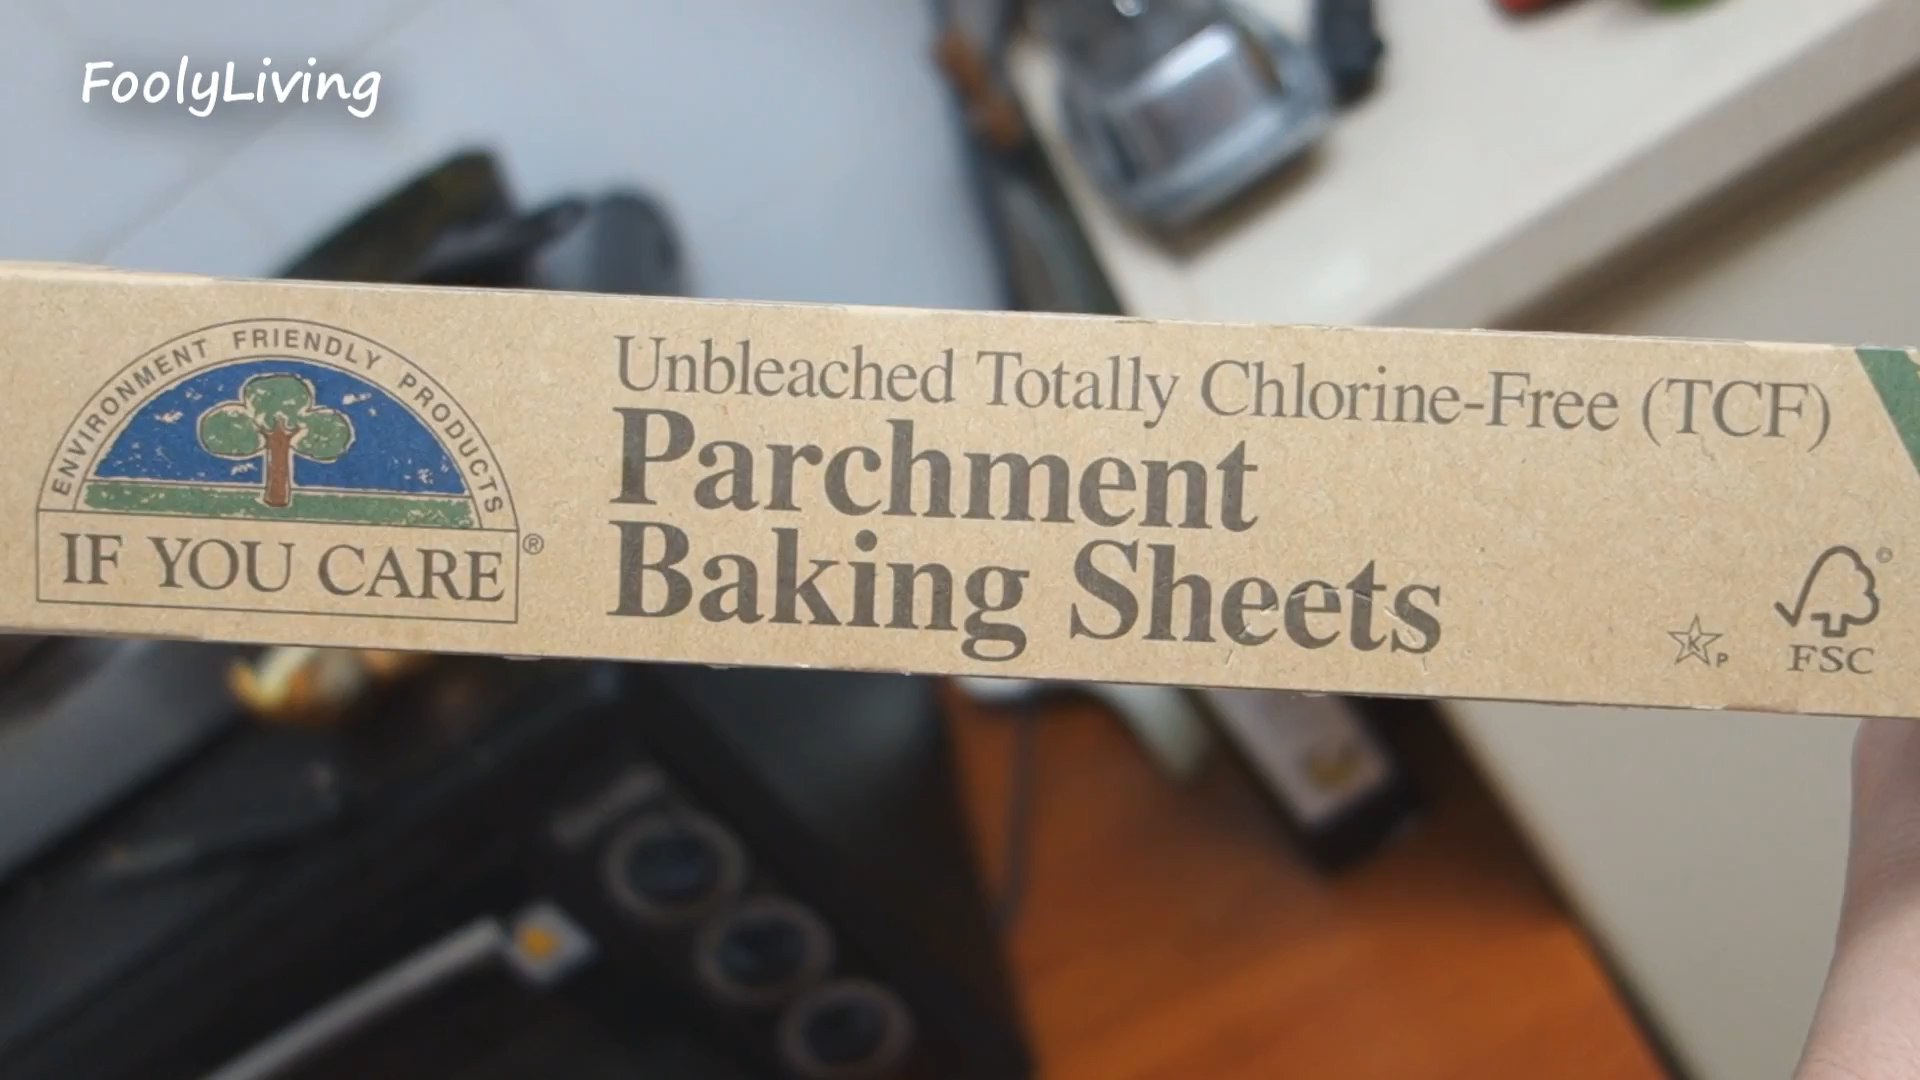 FoolyLiving
ENVIRONMENT FRIENDLY PRODUCTS
IF YOU CARE®
Unbleached Totally Chlorine-Free (TCF)
Parchment
Baking Sheets
K P
©
FSC